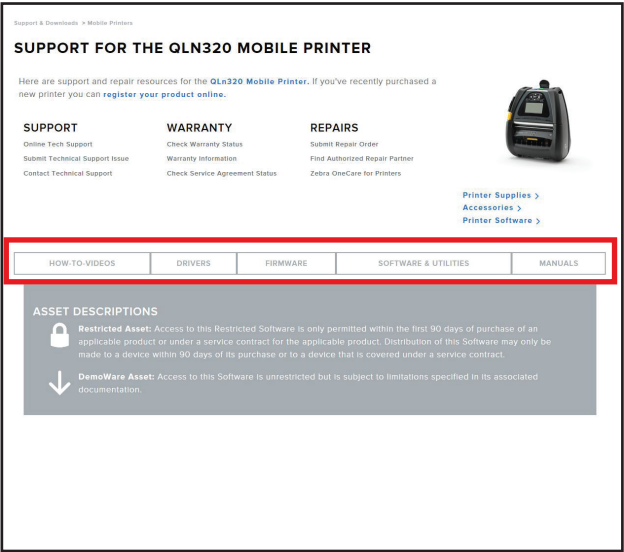 Support & Downloads > Mobile Printers
SUPPORT FOR THE QLN320 MOBILE PRINTER
Here are support and repair resources for the QLn320 Mobile Printer. If you've recently purchased a
new printer you can register your product online.
SUPPORT
Online Tech Support
Submit Technical Support Issue
Contact Technical Support
WARRANTY
Check Warranty Status
Warranty Information
Check Service Agreement Status
REPAIRS
Submit Repair Order
Find Authorized Repair Partner
Zebra OneCare for Printers
Printer Supplies >
Accessories >
Printer Software >
HOW-TO-VIDEOS
DRIVERS
FIRMWARE
SOFTWARE & UTILITIES
MANUALS
ASSET DESCRIPTIONS
Restricted Asset: Access to this Restricted Software is only permitted within the first 90 days of purchase of an
applicable product or under a service contract for the applicable product. Distribution of this Software may only be
made to a device within 90 days of its purchase or to a device that is covered under a service contract.
DemoWare Asset: Access to this Software is unrestricted but is subject to limitations specified in its associated
documentation.